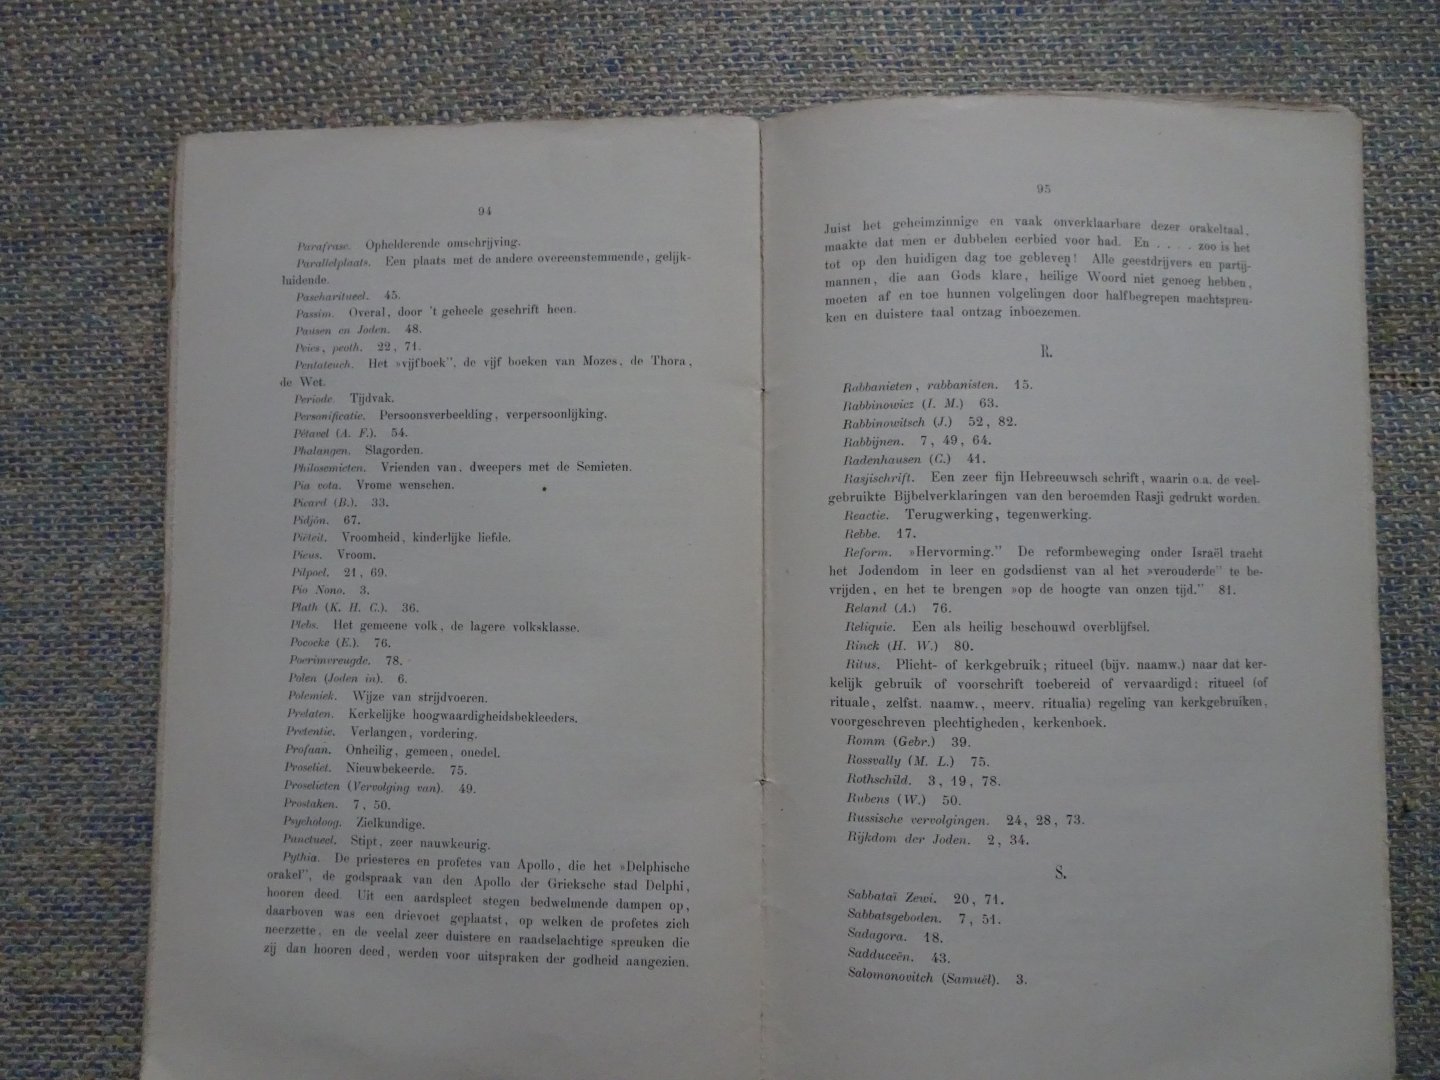 94
Parafrase. Ophelderende omschrijving.
Parallelplaats. Een plaats met de andere overeenstemmende, gelijk-
luidende.
Pascharitueel. 45.
Passim. Overal, door 't geheele geschrift heen.
Pausen en Joden. 48.
Peies, peoth. 22, 71.
Pentateuch. Het »vijfboek", de vijf boeken van Mozes, de Thora,
de Wet.
Periode. Tijdvak.
Personificatie. Persoonsverbeelding, verpersoonlijking.
Pétavel (A. F.). 54.
Phalangen. Slagorden.
Philosemieten. Vrienden van, dweepers met de Semieten.
Pia vota. Vrome wenschen.
Picard (B.). 33.
Pidjôn. 67.
Piëteit. Vroomheid, kinderlijke liefde.
Pieus. Vroom.
Pilpoel. 21, 69.
Pio Nono. 3.
Plath (K. H. C.). 36.
Plebs. Het gemeene volk, de lagere volksklasse.
Pococke (E.). 76.
Poerimvreugde. 78.
Polen (Joden in). 6.
Polemiek. Wijze van strijdvoeren.
Prelaten. Kerkelijke hoogwaardigheidsbekleeders.
Pretentie. Verlangen, vordering.
Profaan. Onheilig, gemeen, onedel.
Proseliet. Nieuwbekeerde. 75.
Proselieten (Vervolging van). 49.
Prostaken. 7, 50.
Psycholoog. Zielkundige.
Punctueel. Stipt, zeer nauwkeurig.
Pythia. De priesteres en profetes van Apollo, die het »Delphische
orakel", de godspraak van den Apollo der Grieksche stad Delphi,
hooren deed. Uit een aardspleet stegen bedwelmende dampen op,
daarboven was een drievoet geplaatst, op welken de profetes zich
neerzette, en de veelal zeer duistere en raadselachtige spreuken die
zij dan hooren deed, werden voor uitspraken der godheid aangezien.
95
Juist het geheimzinnige en vaak onverklaarbare dezer orakeltaal,
maakte dat men er dubbelen eerbied voor had. En . . . . zoo is het
tot op den huidigen dag toe gebleven! Alle geestdrijvers en partij-
mannen, die aan Gods klare, heilige Woord niet genoeg hebben,
moeten af en toe hunnen volgelingen door halfbegrepen machtspreu-
ken en duistere taal ontzag inboezemen.
R.
Rabbanieten, rabbanisten. 15.
Rabbinowicz (I. M.) 63.
Rabbinowitsch (J.) 52, 82.
Rabbijnen. 7, 49, 64.
Radenhausen (C.) 41.
Rasjischrift. Een zeer fijn Hebreeuwsch schrift, waarin o.a. de veel-
gebruikte Bijbelverklaringen van den beroemden Rasji gedrukt worden.
Reactie. Terugwerking, tegenwerking.
Rebbe. 17.
Reform. »Hervorming." De reformbeweging onder Israël tracht
het Jodendom in leer en godsdienst van al het »verouderde" te be-
vrijden, en het te brengen »op de hoogte van onzen tijd." 81.
Reland (A.) 76.
Reliquie. Een als heilig beschouwd overblijfsel.
Rinck (H. W.) 80.
Ritus. Plicht- of kerkgebruik; ritueel (bijv. naamw.) naar dat ker-
kelijk gebruik of voorschrift toebereid of vervaardigd; ritueel (of
rituale, zelfst. naamw., meerv. ritualia) regeling van kerkgebruiken,
voorgeschreven plechtigheden, kerkenboek.
Romm (Gebr.) 39.
Rossvally (M. L.) 75.
Rothschild. 3, 19, 78.
Rubens (W.) 50.
Russische vervolgingen. 24, 28, 73.
Rijkdom der Joden. 2, 34.
S.
Sabbataï Zewi. 20, 71.
Sabbatsgeboden. 7, 51.
Sadagora. 18.
Sadduceën. 43.
Salomonovitch (Samuël). 3.